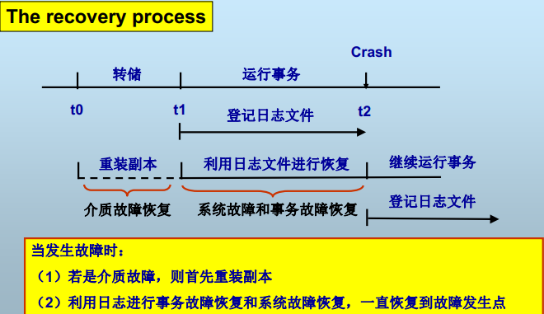 The recovery process
Crash
转储 运行事务
t0 t1 登记日志文件 t2
重装副本 利用日志文件进行恢复 继续运行事务
介质故障恢复 系统故障和事务故障恢复 登记日志文件
当发生故障时：
（1）若是介质故障，则首先重装副本
（2）利用日志进行事务故障恢复和系统故障恢复，一直恢复到故障发生点